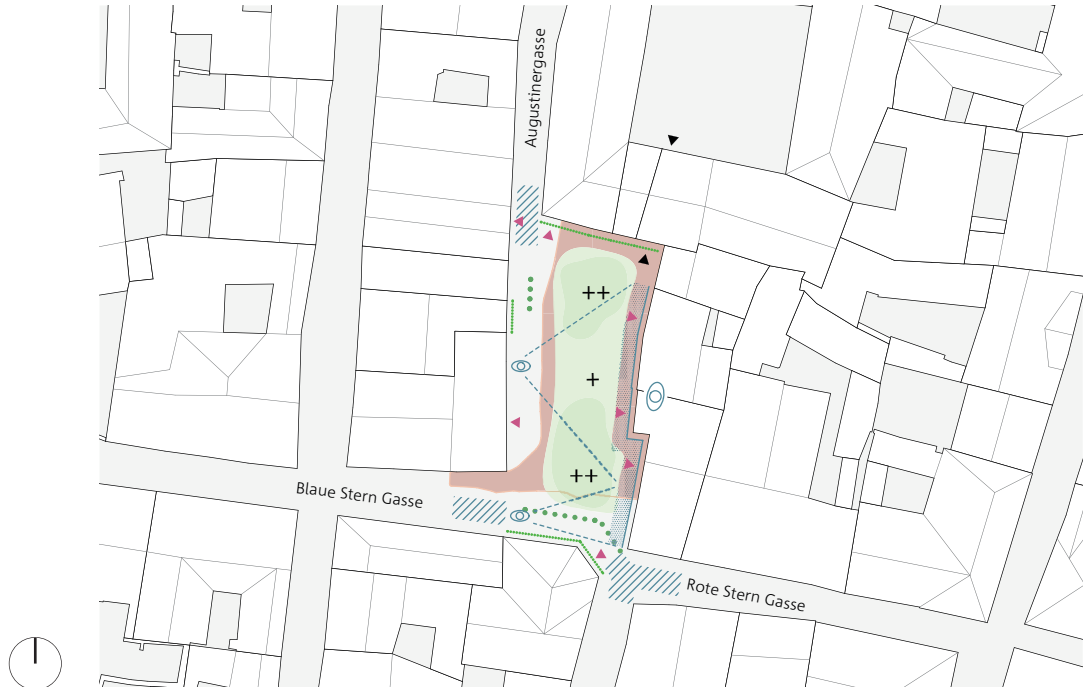 Augustinergasse
++
+
++
Blaue Stern Gasse
Rote Stern Gasse